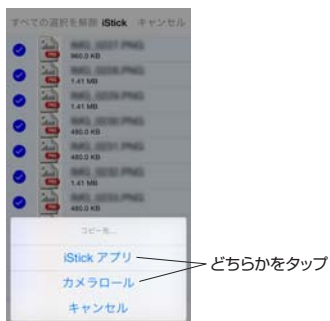 すべての選択を解除 iStick キャンセル
960.0 KB
1.41 MB
1.41 MB
480.0 KB
480.0 KB
1.41 MB
480.0 KB
コピー先...
iStick アプリ
カメラロール
キャンセル
どちらかをタップ